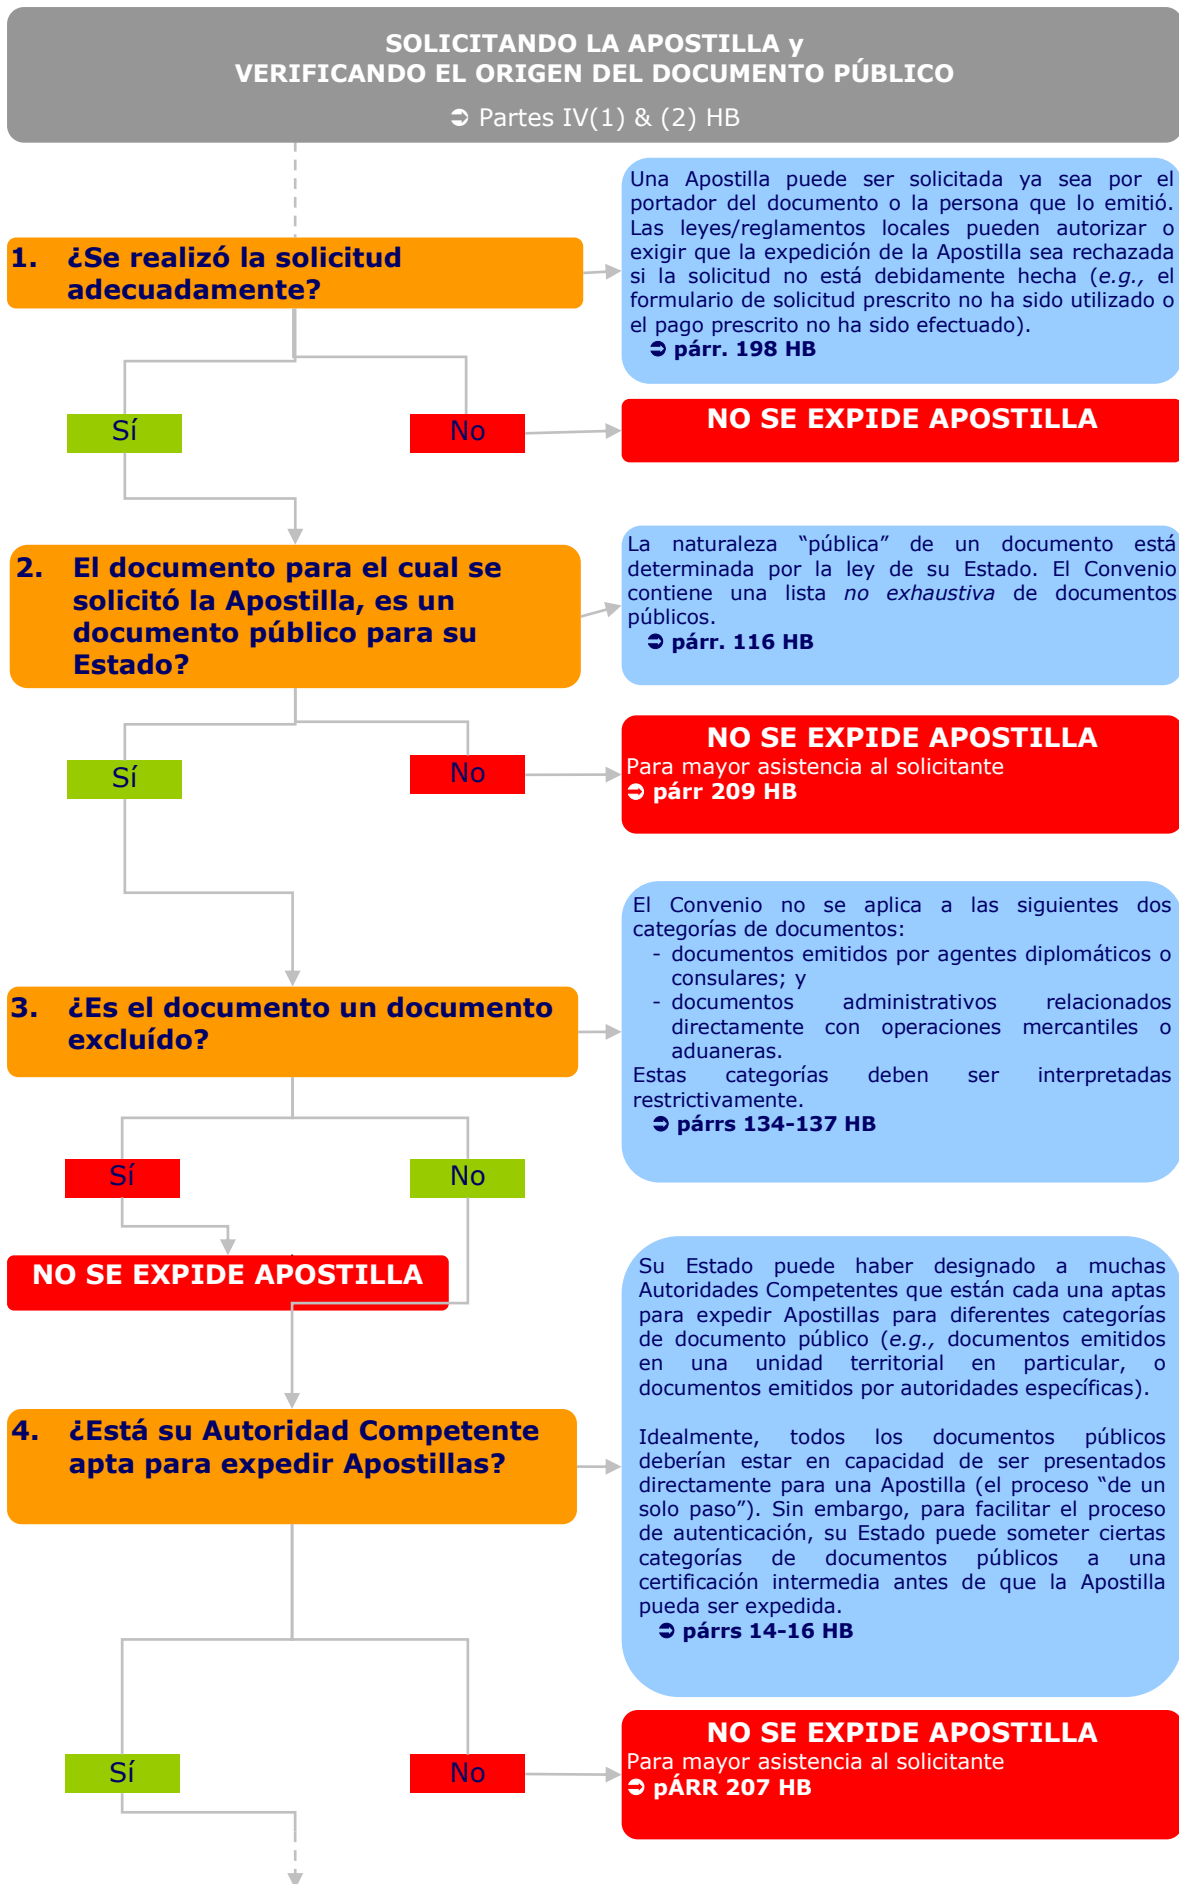 SOLICITANDO LA APOSTILLA y
VERIFICANDO EL ORIGEN DEL DOCUMENTO PÚBLICO
➲ Partes IV(1) & (2) HB
1. ¿Se realizó la solicitud
adecuadamente?
Una Apostilla puede ser solicitada ya sea por el
portador del documento o la persona que lo emitió.
Las leyes/reglamentos locales pueden autorizar o
exigir que la expedición de la Apostilla sea rechazada
si la solicitud no está debidamente hecha (e.g., el
formulario de solicitud prescrito no ha sido utilizado o
el pago prescrito no ha sido efectuado).
➲ párr. 198 HB
Sí
No
NO SE EXPIDE APOSTILLA
2. El documento para el cual se
solicitó la Apostilla, es un
documento público para su
Estado?
La naturaleza “pública” de un documento está
determinada por la ley de su Estado. El Convenio
contiene una lista no exhaustiva de documentos
públicos.
➲ párr. 116 HB
Sí
No
NO SE EXPIDE APOSTILLA
Para mayor asistencia al solicitante
➲ párr 209 HB
3. ¿Es el documento un documento
excluído?
El Convenio no se aplica a las siguientes dos
categorías de documentos:
- documentos emitidos por agentes diplomáticos o
consulares; y
- documentos administrativos relacionados
directamente con operaciones mercantiles o
aduaneras.
Estas categorías deben ser interpretadas
restrictivamente.
➲ párrs 134-137 HB
Sí
No
NO SE EXPIDE APOSTILLA
4. ¿Está su Autoridad Competente
apta para expedir Apostillas?
Su Estado puede haber designado a muchas
Autoridades Competentes que están cada una aptas
para expedir Apostillas para diferentes categorías
de documento público (e.g., documentos emitidos
en una unidad territorial en particular, o
documentos emitidos por autoridades específicas).
Idealmente, todos los documentos públicos
deberían estar en capacidad de ser presentados
directamente para una Apostilla (el proceso “de un
solo paso”). Sin embargo, para facilitar el proceso
de autenticación, su Estado puede someter ciertas
categorías de documentos públicos a una
certificación intermedia antes de que la Apostilla
pueda ser expedida.
➲ párrs 14-16 HB
Sí
No
NO SE EXPIDE APOSTILLA
Para mayor asistencia al solicitante
➲ pÁRR 207 HB